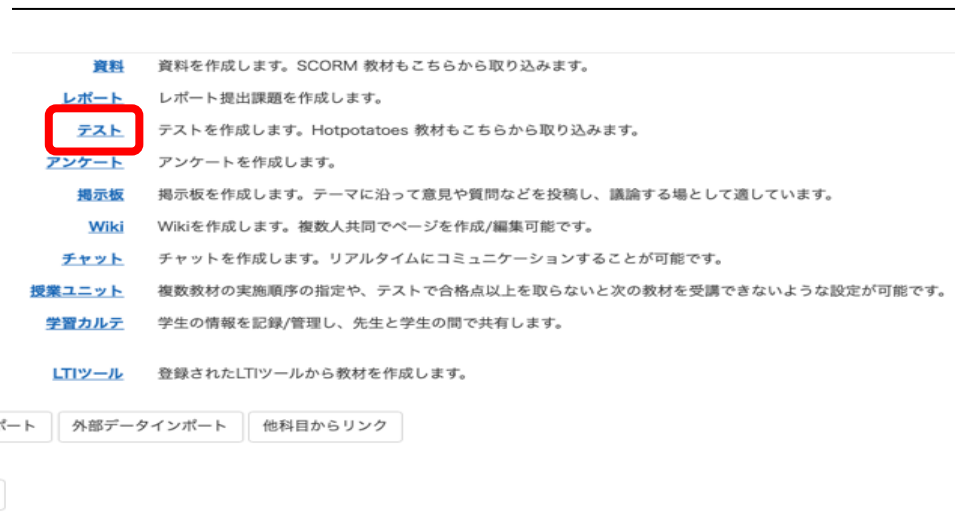 資料 資料を作成します。SCORM 教材もこちらから取り込みます。
レポート レポート提出課題を作成します。
テスト テストを作成します。Hotpotatoes 教材もこちらから取り込みます。
アンケート アンケートを作成します。
掲示板 掲示板を作成します。テーマに沿って意見や質問などを投稿し、議論する場として適しています。
Wiki Wikiを作成します。複数人共同でページを作成/編集可能です。
チャット チャットを作成します。リアルタイムにコミュニケーションすることが可能です。
授業ユニット 複数教材の実施順序の指定や、テストで合格点以上を取らないと次の教材を受講できないような設定が可能です。
学習カルテ 学生の情報を記録/管理し、先生と学生の間で共有します。
LTIツール 登録されたLTIツールから教材を作成します。
ポート 外部データインポート 他科目からリンク